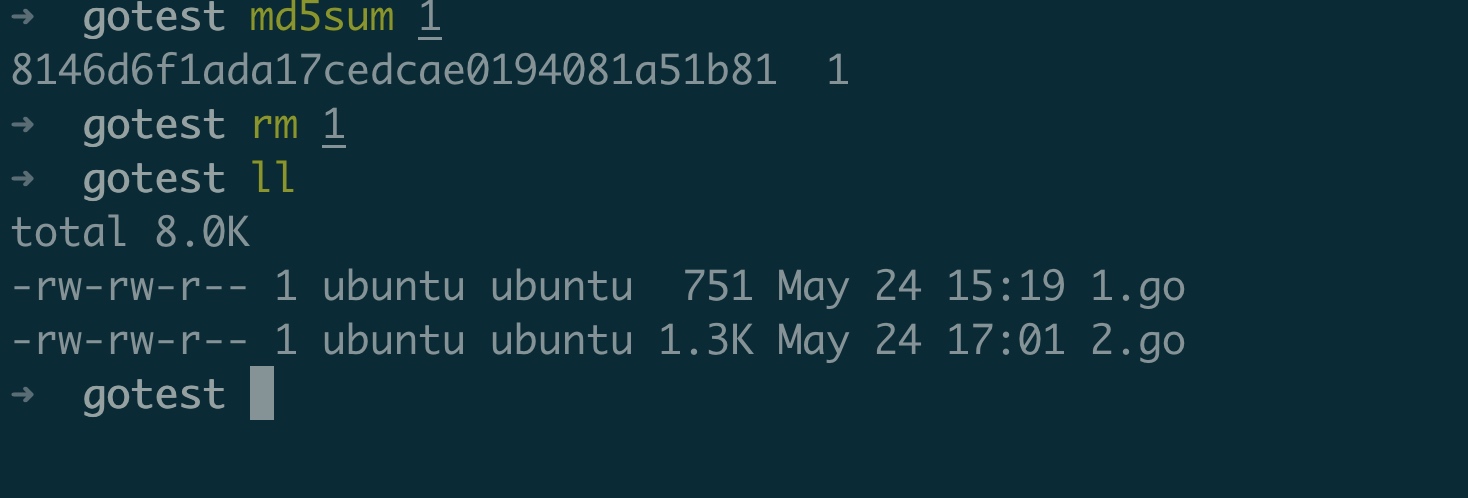 ➜  gotest md5sum 1
8146d6f1ada17cedcae0194081a51b81  1
➜  gotest rm 1
➜  gotest ll
total 8.0K
-rw-rw-r-- 1 ubuntu ubuntu  751 May 24 15:19 1.go
-rw-rw-r-- 1 ubuntu ubuntu 1.3K May 24 17:01 2.go
➜  gotest